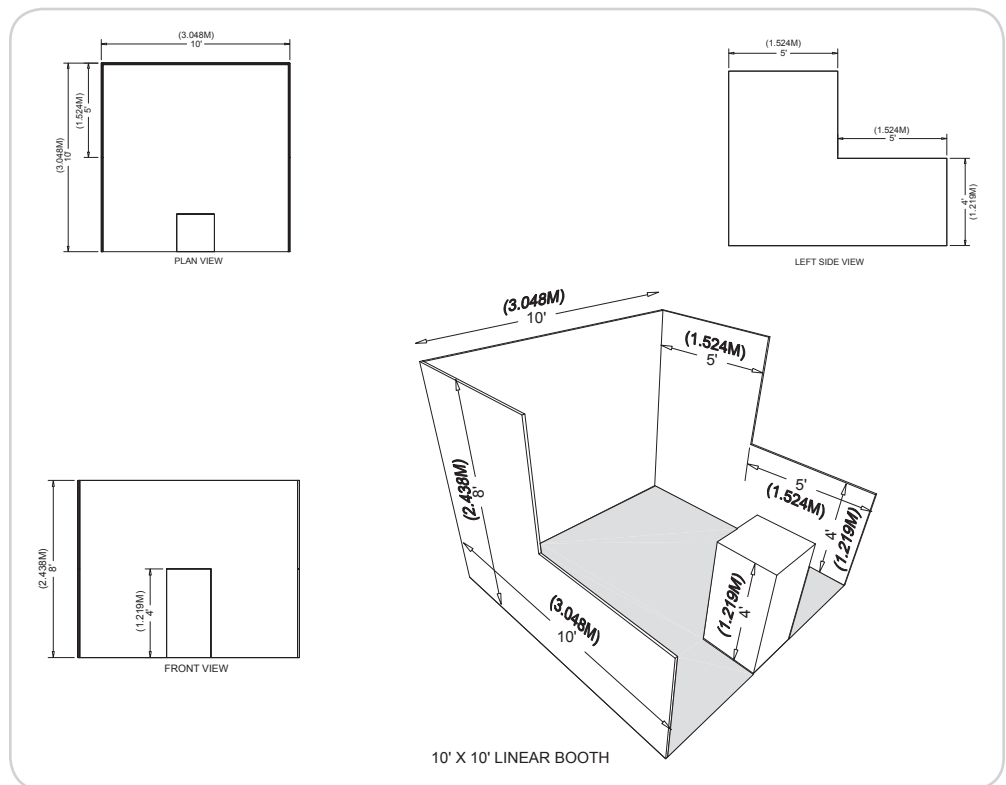 (3.048M)
10'
(1.524M)
5'
(3.048M)
10'
PLAN VIEW
(1.524M)
5'
(1.524M)
5'
4'
(1.219M)
LEFT SIDE VIEW
(3.048M)
10'
(1.524M)
5'
(2.438M)
8'
5'
(1.524M)
4'
(1.219M)
(1.219M)
4'
(3.048M)
10'
(2.438M)
8'
(1.219M)
4'
FRONT VIEW
10' X 10' LINEAR BOOTH